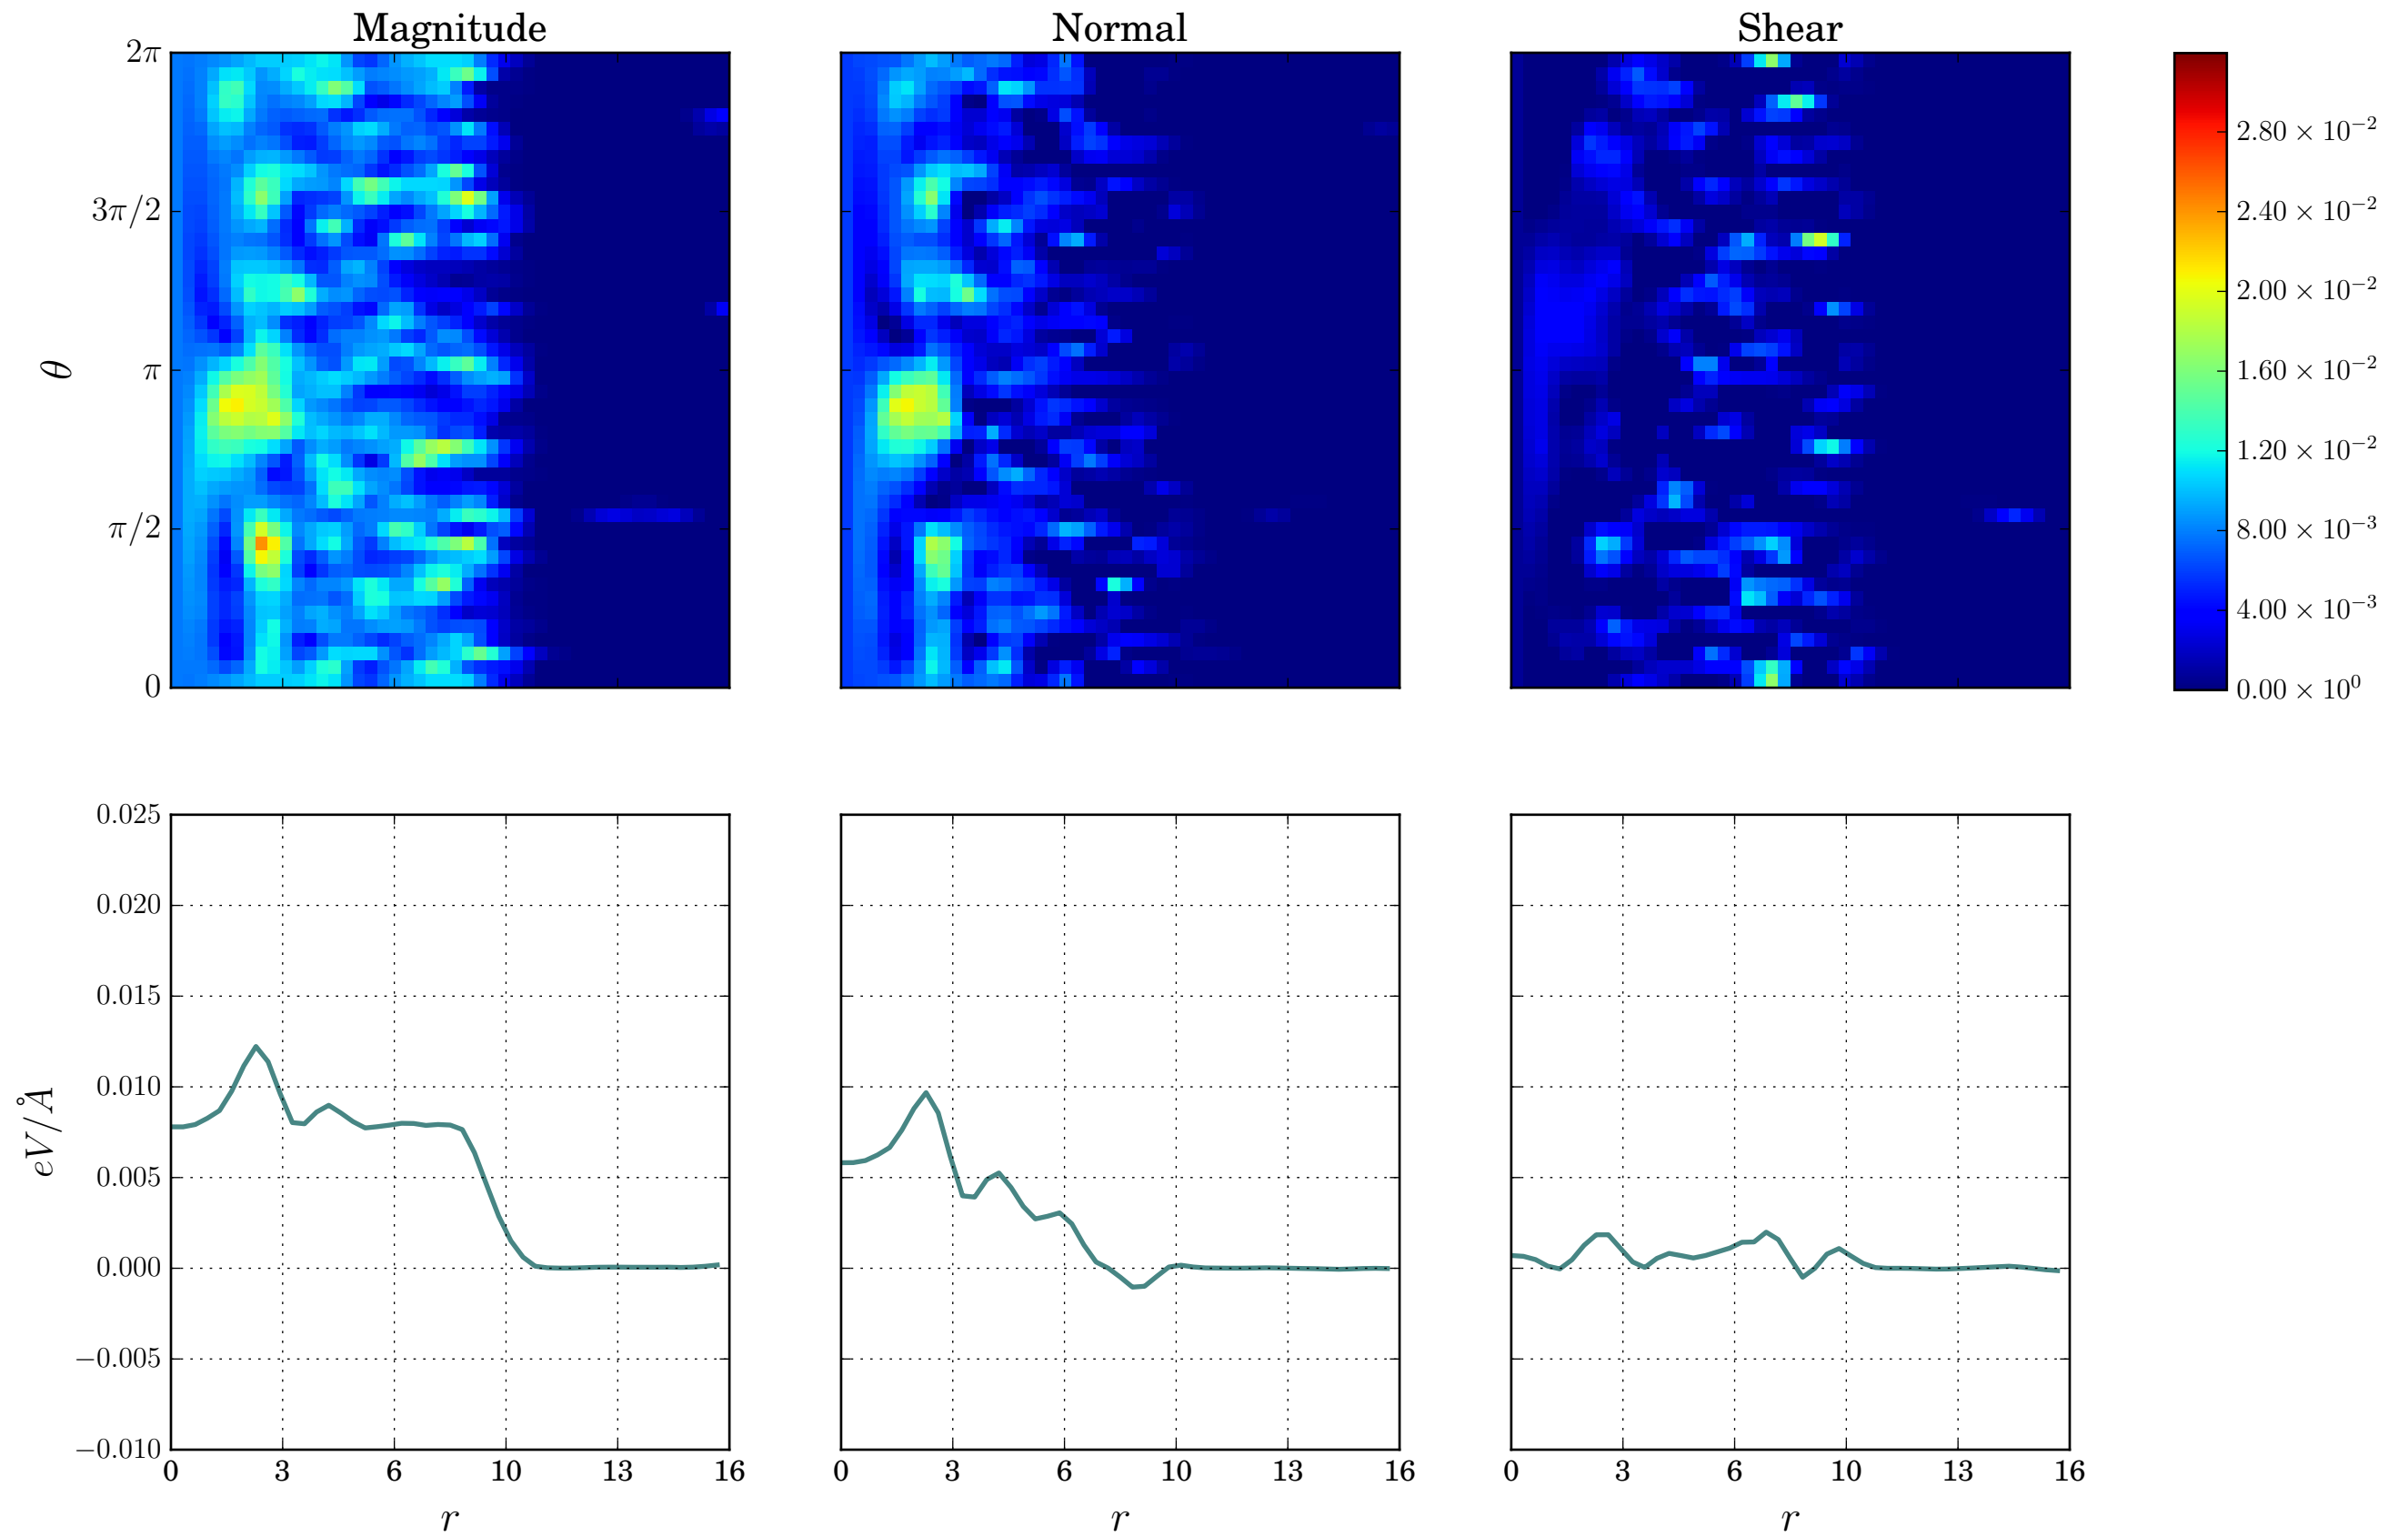 Magnitude Normal Shear
2π
3π/2
π
π/2
0
θ
2.80 × 10⁻²
2.40 × 10⁻²
2.00 × 10⁻²
1.60 × 10⁻²
1.20 × 10⁻²
8.00 × 10⁻³
4.00 × 10⁻³
0.00 × 10⁰
0.025
0.020
0.015
0.010
0.005
0.000
−0.005
−0.010
eV/Å
0 3 6 10 13 16 0 3 6 10 13 16 0 3 6 10 13 16
r r r